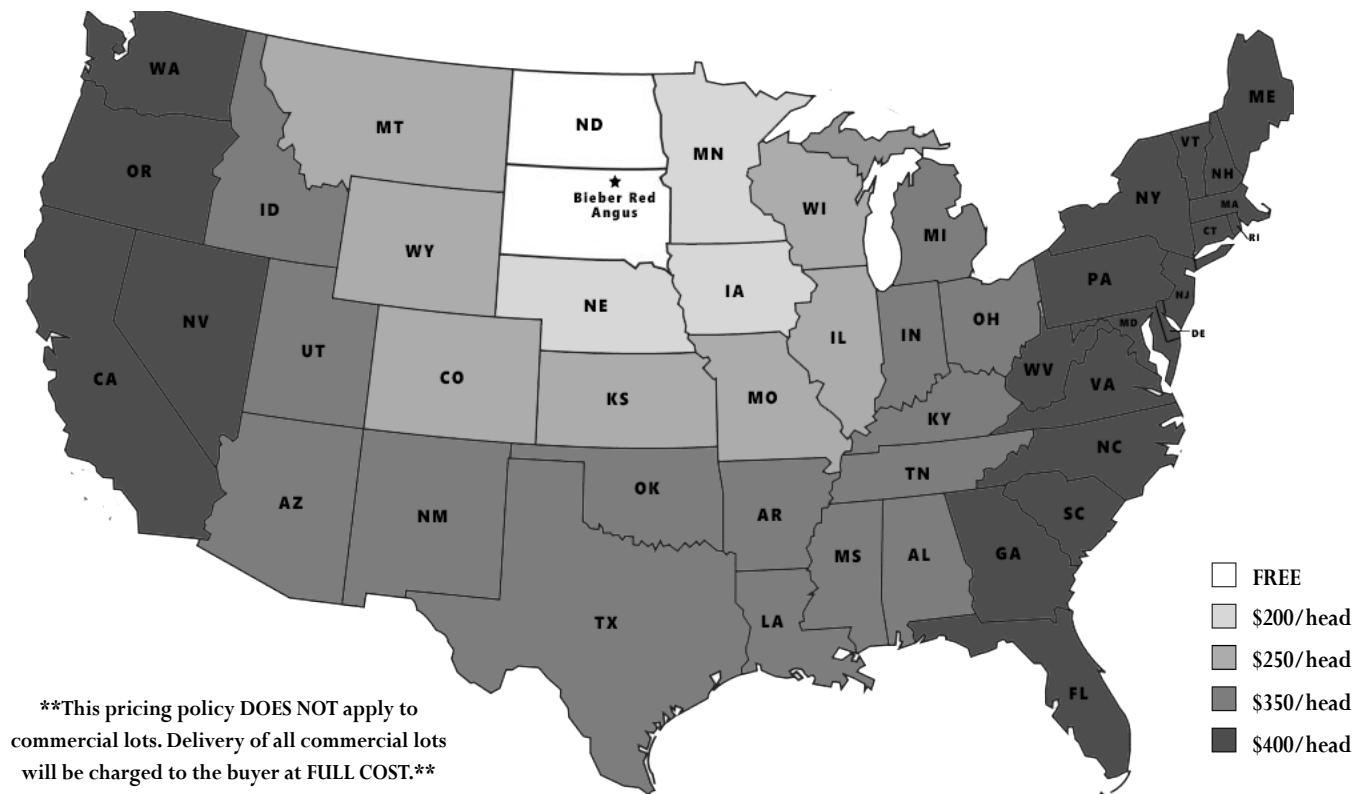 WA
ME
MT
ND
MN
VT
OR
NH
ID
Bieber Red
Angus
WI
NY
MA
MI
CT
RI
WY
PA
NE
IA
NJ
NV
OH
MD
DE
UT
IL
IN
CA
CO
WV
VA
KS
MO
KY
NC
TN
AZ
NM
OK
AR
SC
MS
AL
GA
FREE
TX
LA
$200/head
$250/head
FL
$350/head
$400/head
**This pricing policy DOES NOT apply to
commercial lots. Delivery of all commercial lots
will be charged to the buyer at FULL COST.**